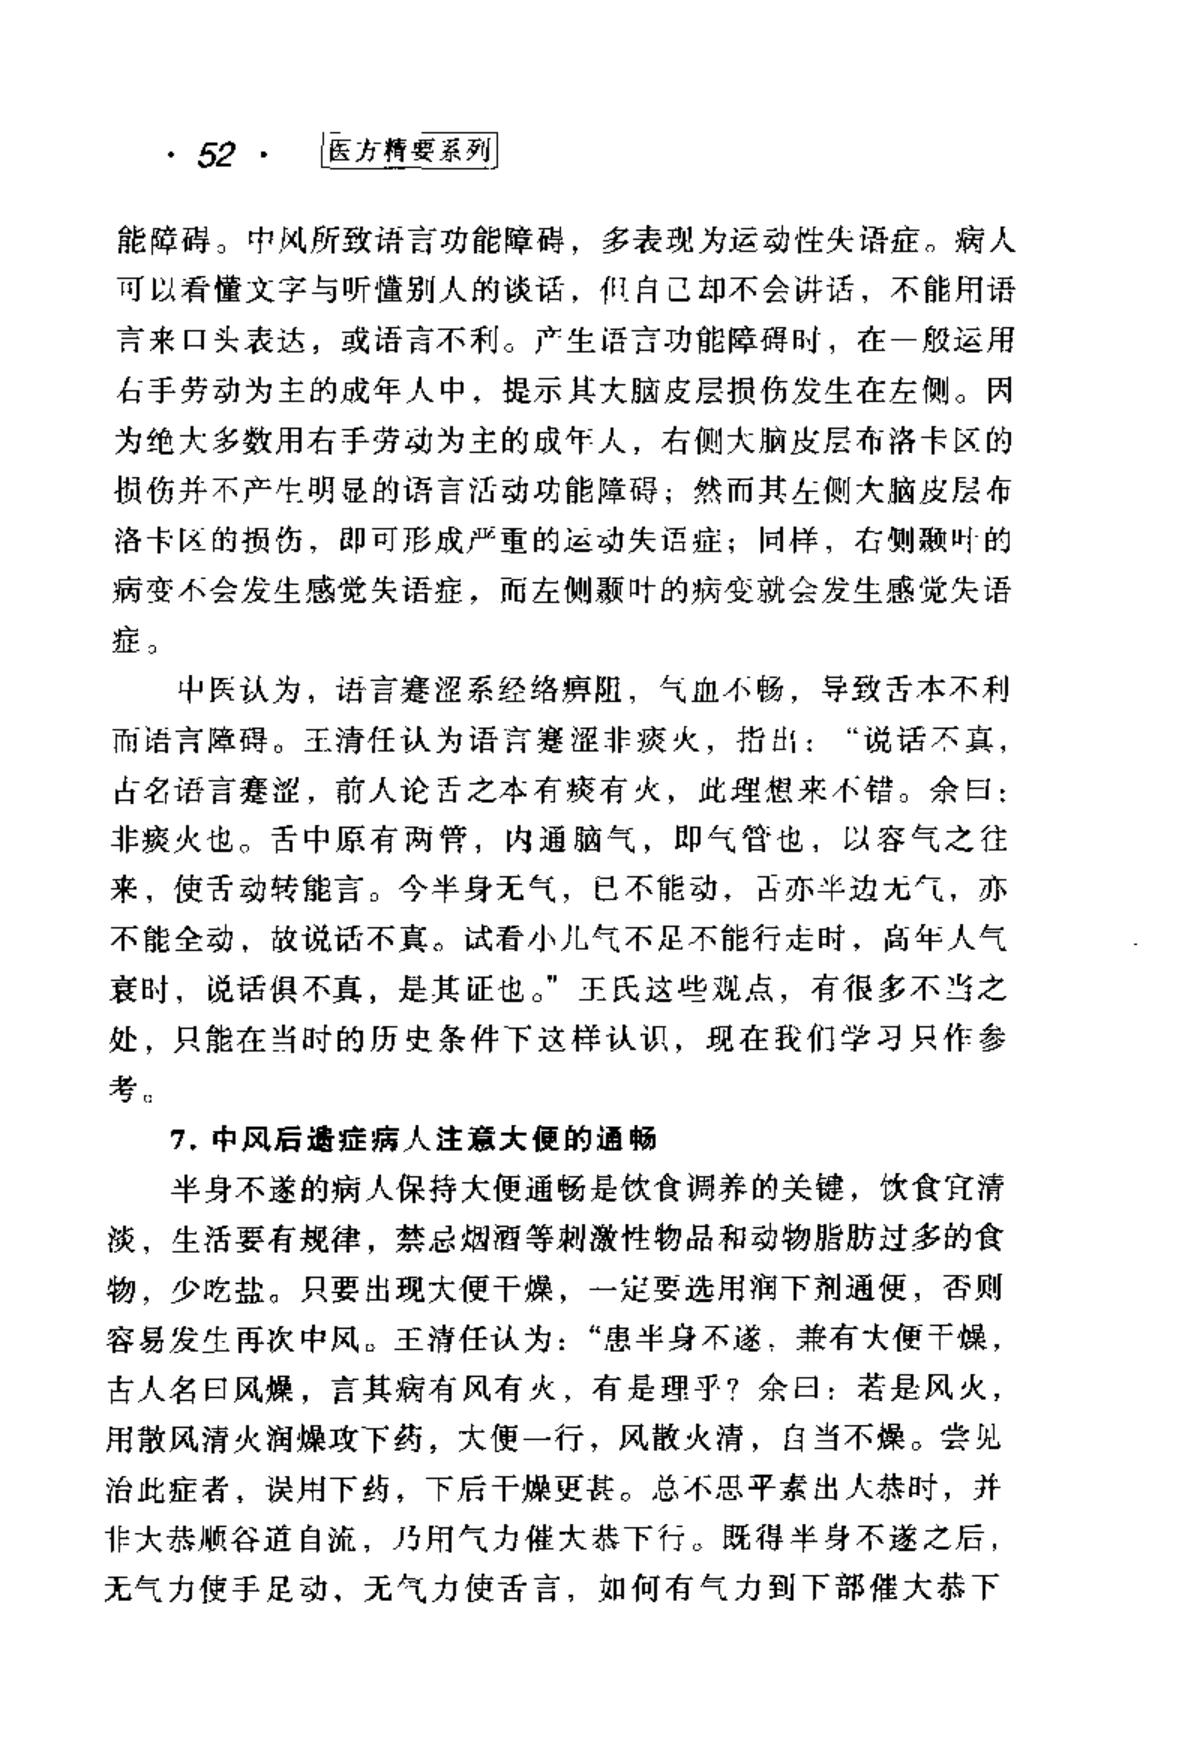 · 52 · 医方精要系列
能障碍。中风所致语言功能障碍，多表现为运动性失语症。病人
可以看懂文字与听懂别人的谈话，但自己却不会讲话，不能用语
言来口头表达，或语言不利。产生语言功能障碍时，在一般运用
右手劳动为主的成年人中，提示其大脑皮层损伤发生在左侧。因
为绝大多数用右手劳动为主的成年人，右侧大脑皮层布洛卡区的
损伤并不产生明显的语言活动功能障碍；然而其左侧大脑皮层布
洛卡区的损伤，即可形成严重的运动失语症；同样，右侧颞叶的
病变不会发生感觉失语症，而左侧颞叶的病变就会发生感觉失语
症。
中医认为，语言蹇涩系经络痹阻，气血不畅，导致舌本不利
而语言障碍。王清任认为语言蹇涩非痰火，指出：“说话不真，
古名语言蹇涩，前人论舌之本有痰有火，此理想来不错。余曰：
非痰火也。舌中原有两管，内通脑气，即气管也，以容气之往
来，使舌动转能言。今半身无气，已不能动，舌亦半边无气，亦
不能全动，故说话不真。试看小儿气不足不能行走时，高年人气
衰时，说话俱不真，是其证也。”王氏这些观点，有很多不当之
处，只能在当时的历史条件下这样认识，现在我们学习只作参
考。
7. 中风后遗症病人注意大便的通畅
半身不遂的病人保持大便通畅是饮食调养的关键，饮食宜清
淡，生活要有规律，禁忌烟酒等刺激性物品和动物脂肪过多的食
物，少吃盐。只要出现大便干燥，一定要选用润下剂通便，否则
容易发生再次中风。王清任认为：“患半身不遂，兼有大便干燥，
古人名曰风燥，言其病有风有火，有是理乎？余曰：若是风火，
用散风清火润燥攻下药，大便一行，风散火清，自当不燥。尝见
治此症者，误用下药，下后干燥更甚。总不思平素出大恭时，并
非大恭顺谷道自流，乃用气力催大恭下行。既得半身不遂之后，
无气力使手足动，无气力使舌言，如何有气力到下部催大恭下